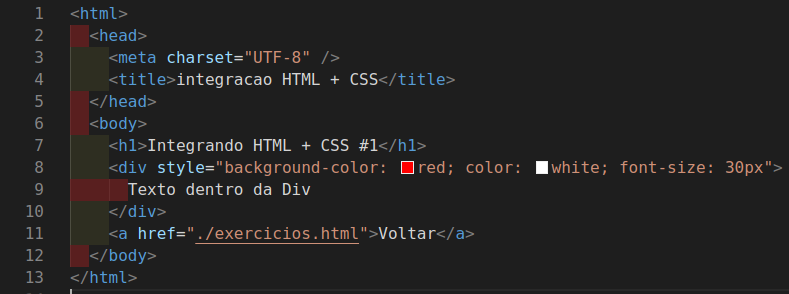 1 <html>
2 <head>
3 <meta charset="UTF-8" />
4 <title>integracao HTML + CSS</title>
5 </head>
6 <body>
7 <h1>Integrando HTML + CSS #1</h1>
8 <div style="background-color: red; color: white; font-size: 30px">
9 Texto dentro da Div
10 </div>
11 <a href="./exercicios.html">Voltar</a>
12 </body>
13 </html>